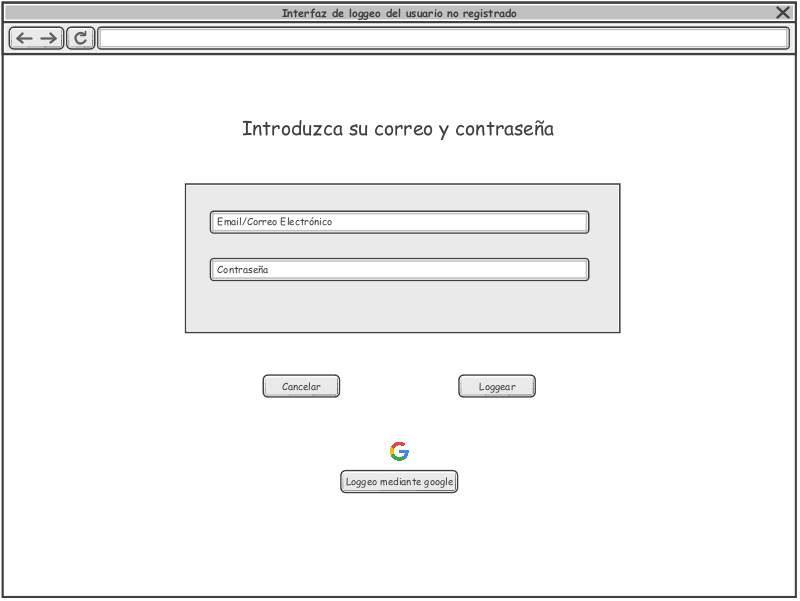 Interfaz de loggeo del usuario no registrado
Introduzca su correo y contraseña
Email/Correo Electrónico
Contraseña
Cancelar
Loggear
Loggeo mediante google